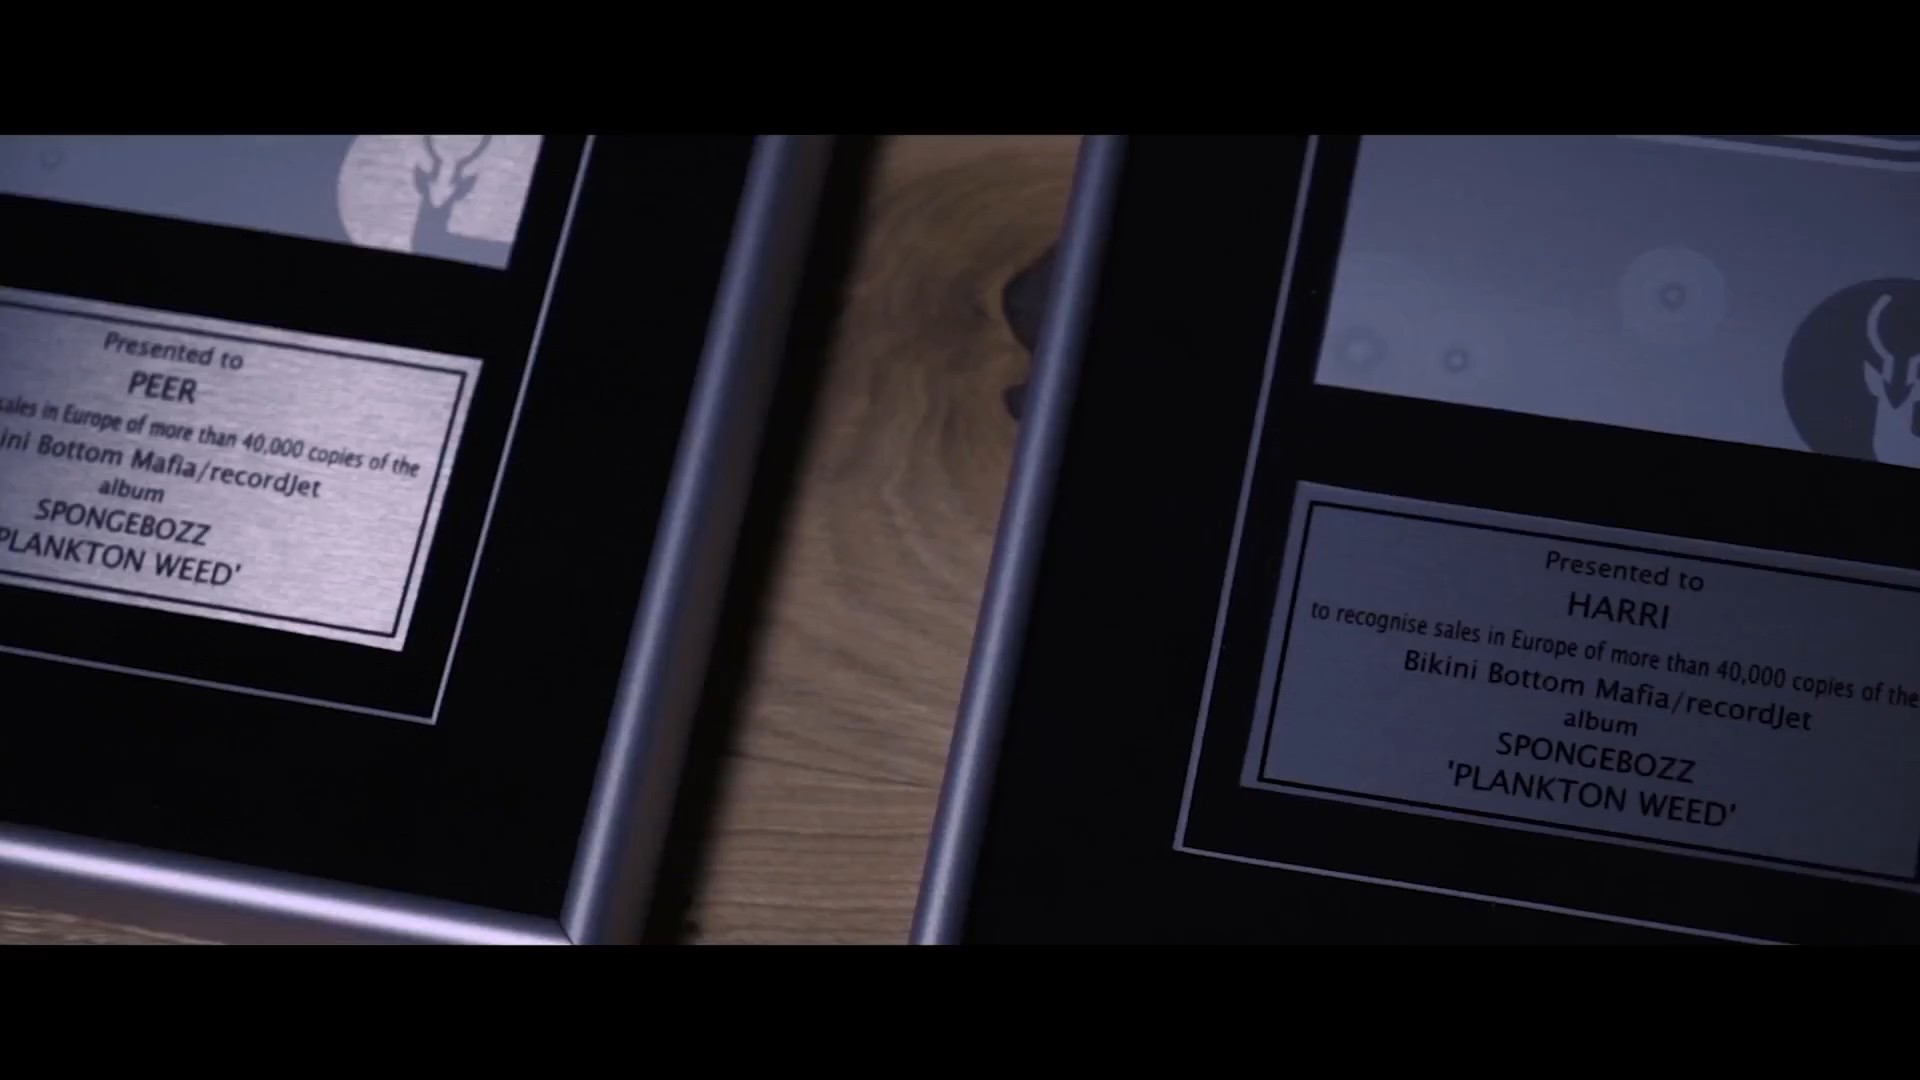 Presented to
PEER
sales in Europe of more than 40,000 copies of the
ini Bottom Mafia/recordJet
album
SPONGEBOZZ
PLANKTON WEED'
Presented to
HARRI
to recognise sales in Europe of more than 40,000 copies of the
Bikini Bottom Mafia/recordJet
album
SPONGEBOZZ
'PLANKTON WEED'